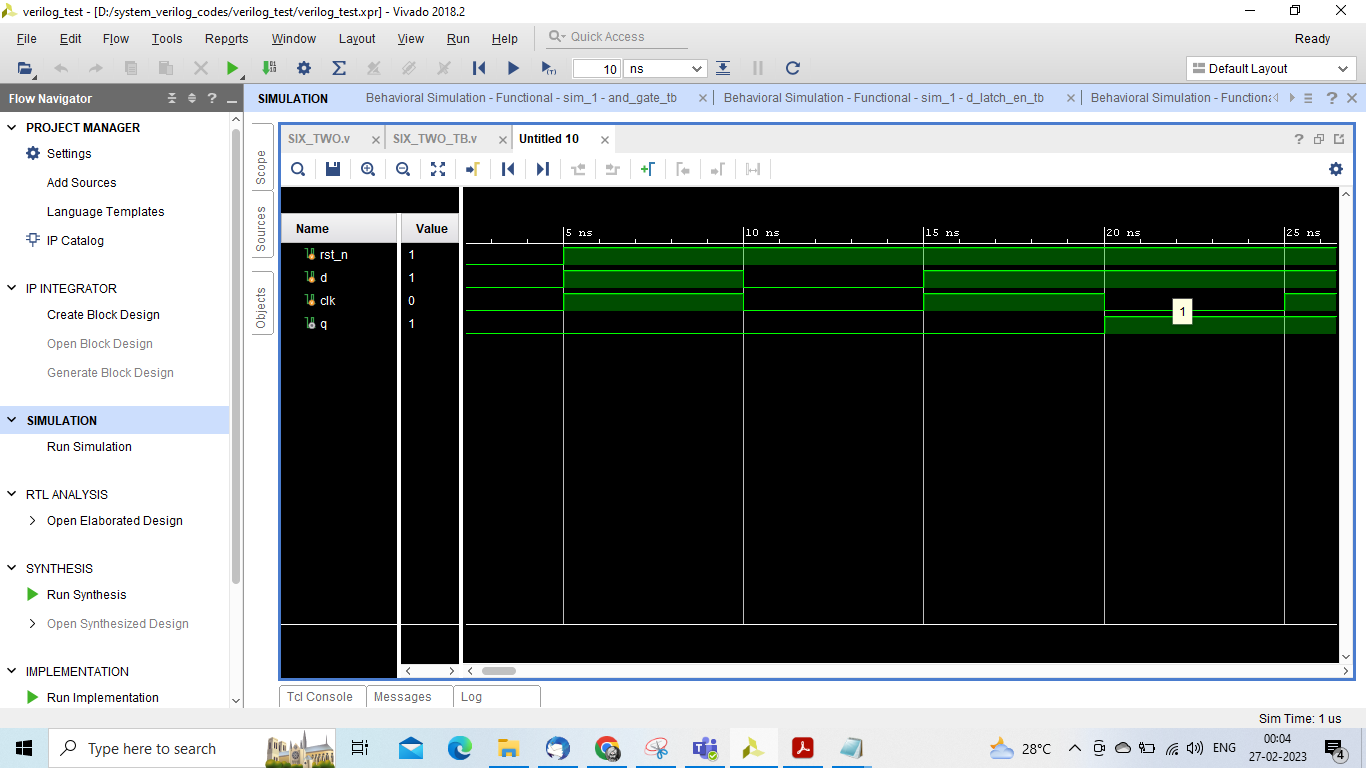 verilog_test - [D:/system_verilog_codes/verilog_test/verilog_test.xpr] - Vivado 2018.2
File Edit Flow Tools Reports Window Layout View Run Help Quick Access Ready
10 ns Default Layout
Flow Navigator
SIMULATION Behavioral Simulation - Functional - sim_1 - and_gate_tb Behavioral Simulation - Functional - sim_1 - d_latch_en_tb Behavioral Simulation - Functiona
PROJECT MANAGER
Settings
Add Sources
Language Templates
IP Catalog
IP INTEGRATOR
Create Block Design
Open Block Design
Generate Block Design
SIMULATION
Run Simulation
RTL ANALYSIS
Open Elaborated Design
SYNTHESIS
Run Synthesis
Open Synthesized Design
IMPLEMENTATION
Run Implementation
Scope
Sources
Objects
SIX_TWO.v SIX_TWO_TB.v Untitled 10
Name Value
5 ns 10 ns 15 ns 20 ns 25 ns
rst_n 1
d 1
clk 0
q 1
1
Tcl Console Messages Log
Sim Time: 1 us
Type here to search
28°C ENG
00:04
27-02-2023
4